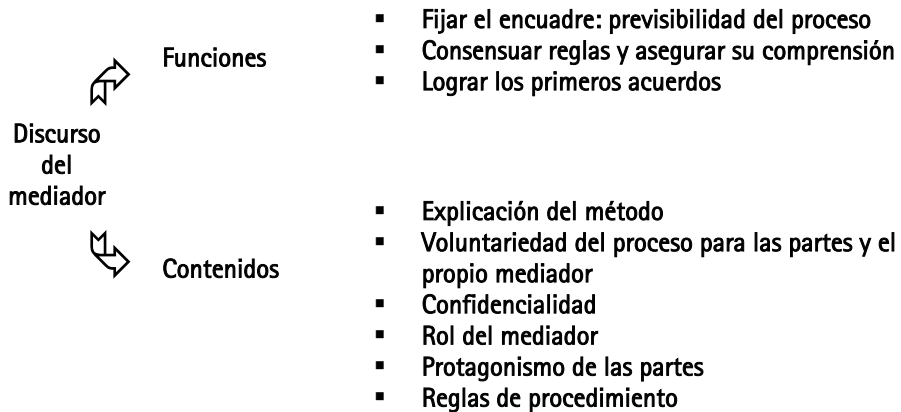 Discurso
del
mediador
Funciones
▪ Fijar el encuadre: previsibilidad del proceso
▪ Consensuar reglas y asegurar su comprensión
▪ Lograr los primeros acuerdos
Contenidos
▪ Explicación del método
▪ Voluntariedad del proceso para las partes y el
propio mediador
▪ Confidencialidad
▪ Rol del mediador
▪ Protagonismo de las partes
▪ Reglas de procedimiento